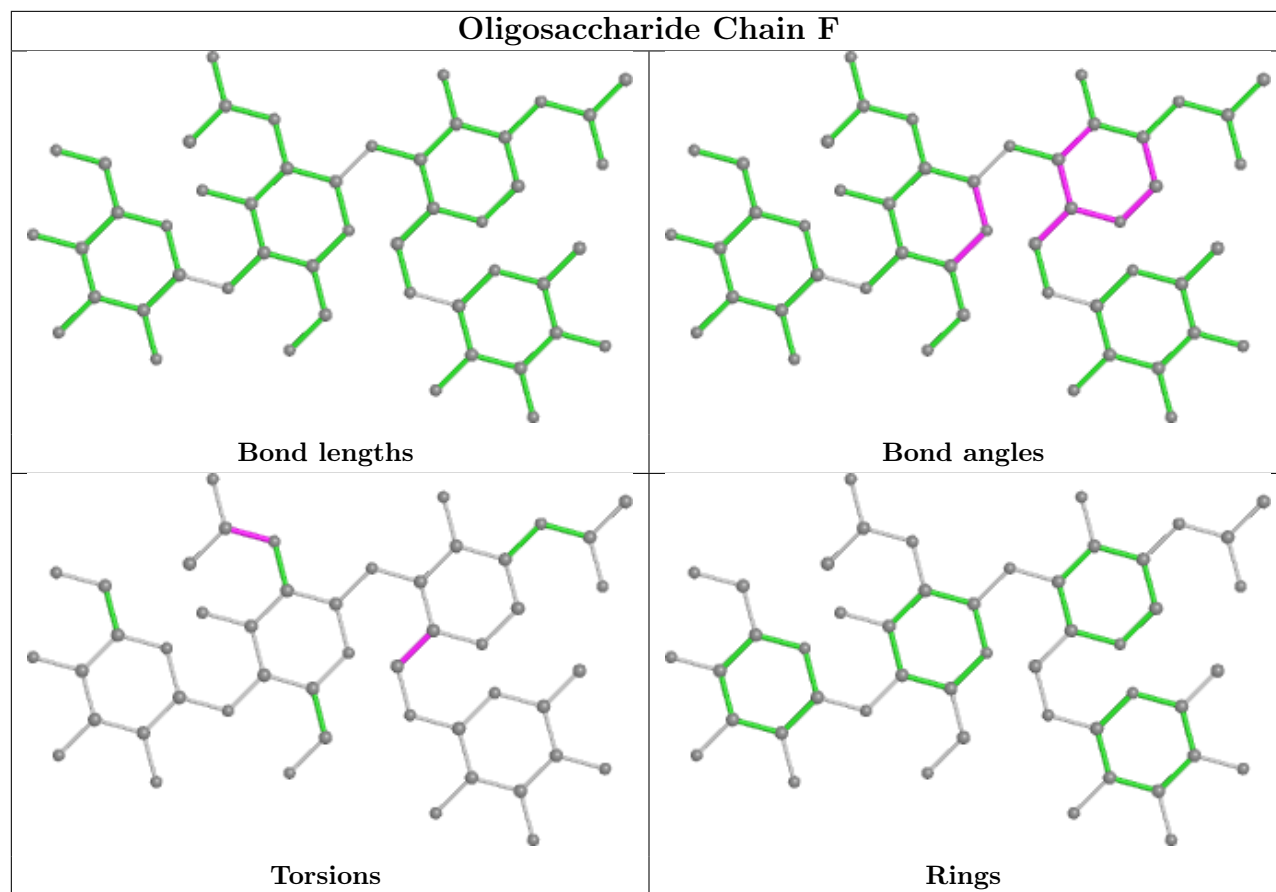 Oligosaccharide Chain F
Bond lengths
Bond angles
Torsions
Rings